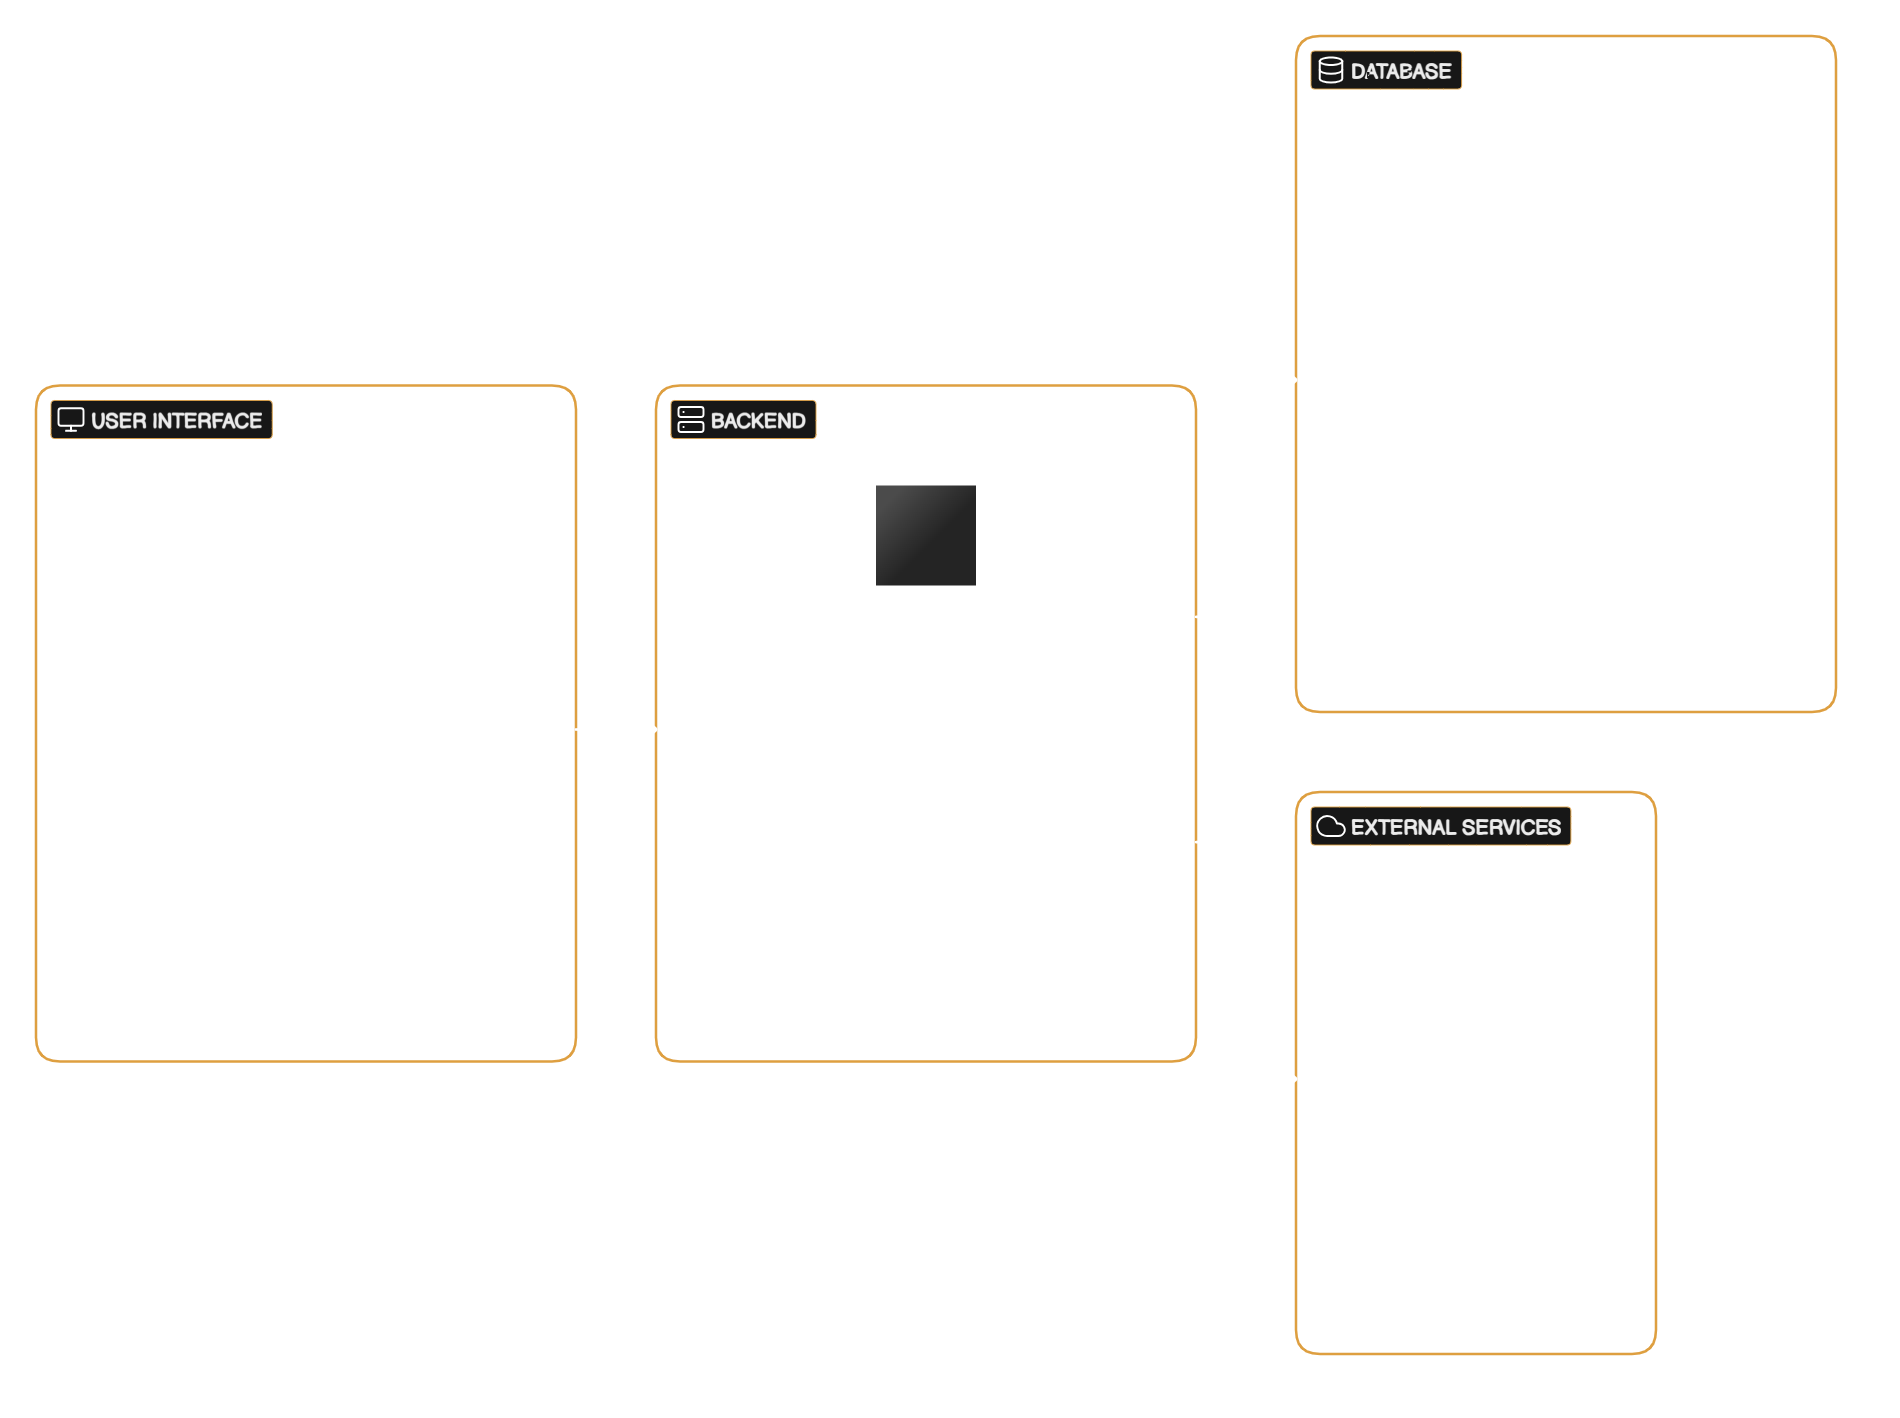 DATABASE
USER INTERFACE
BACKEND
EXTERNAL SERVICES